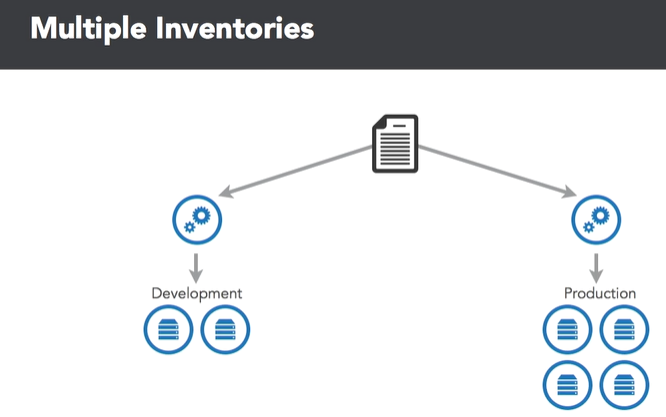 Multiple Inventories
Development
Production